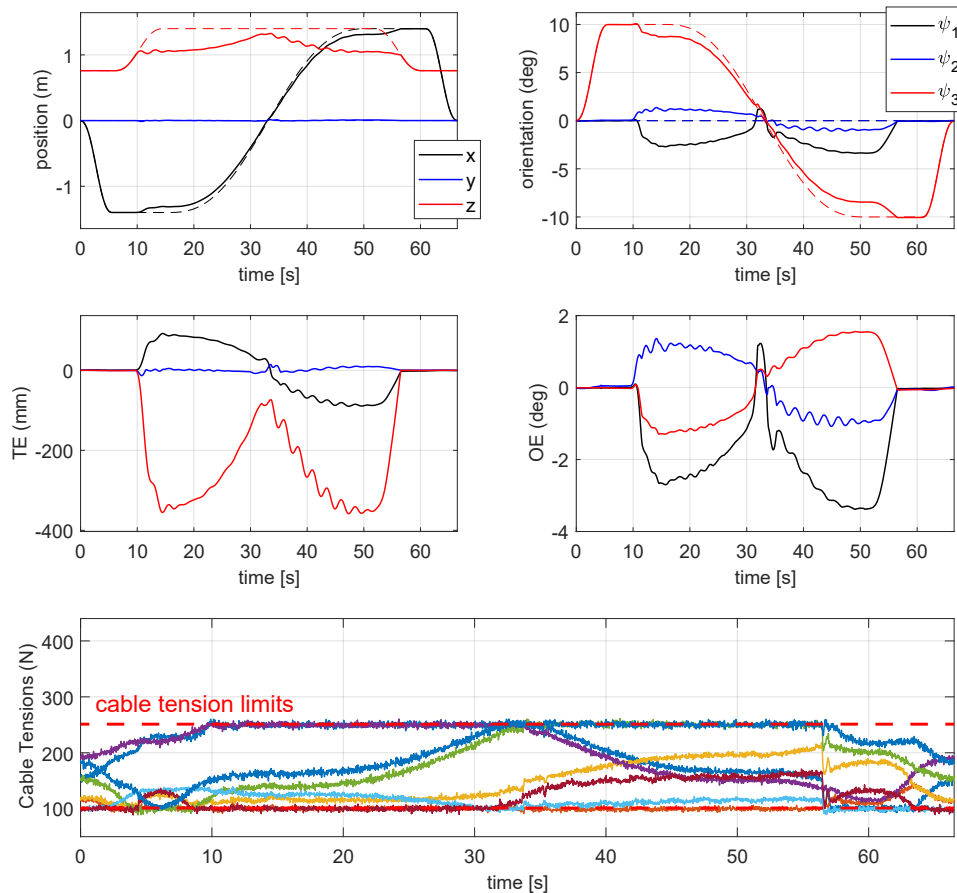 position (m)
1
0
-1
0 10 20 30 40 50 60
time [s]
x
y
z
orientation (deg)
10
5
0
-5
-10
0 10 20 30 40 50 60
time [s]
ψ1
ψ2
ψ3
TE (mm)
0
-200
-400
0 10 20 30 40 50 60
time [s]
OE (deg)
2
0
-2
-4
0 10 20 30 40 50 60
time [s]
Cable Tensions (N)
400
300
200
100
cable tension limits
0 10 20 30 40 50 60
time [s]